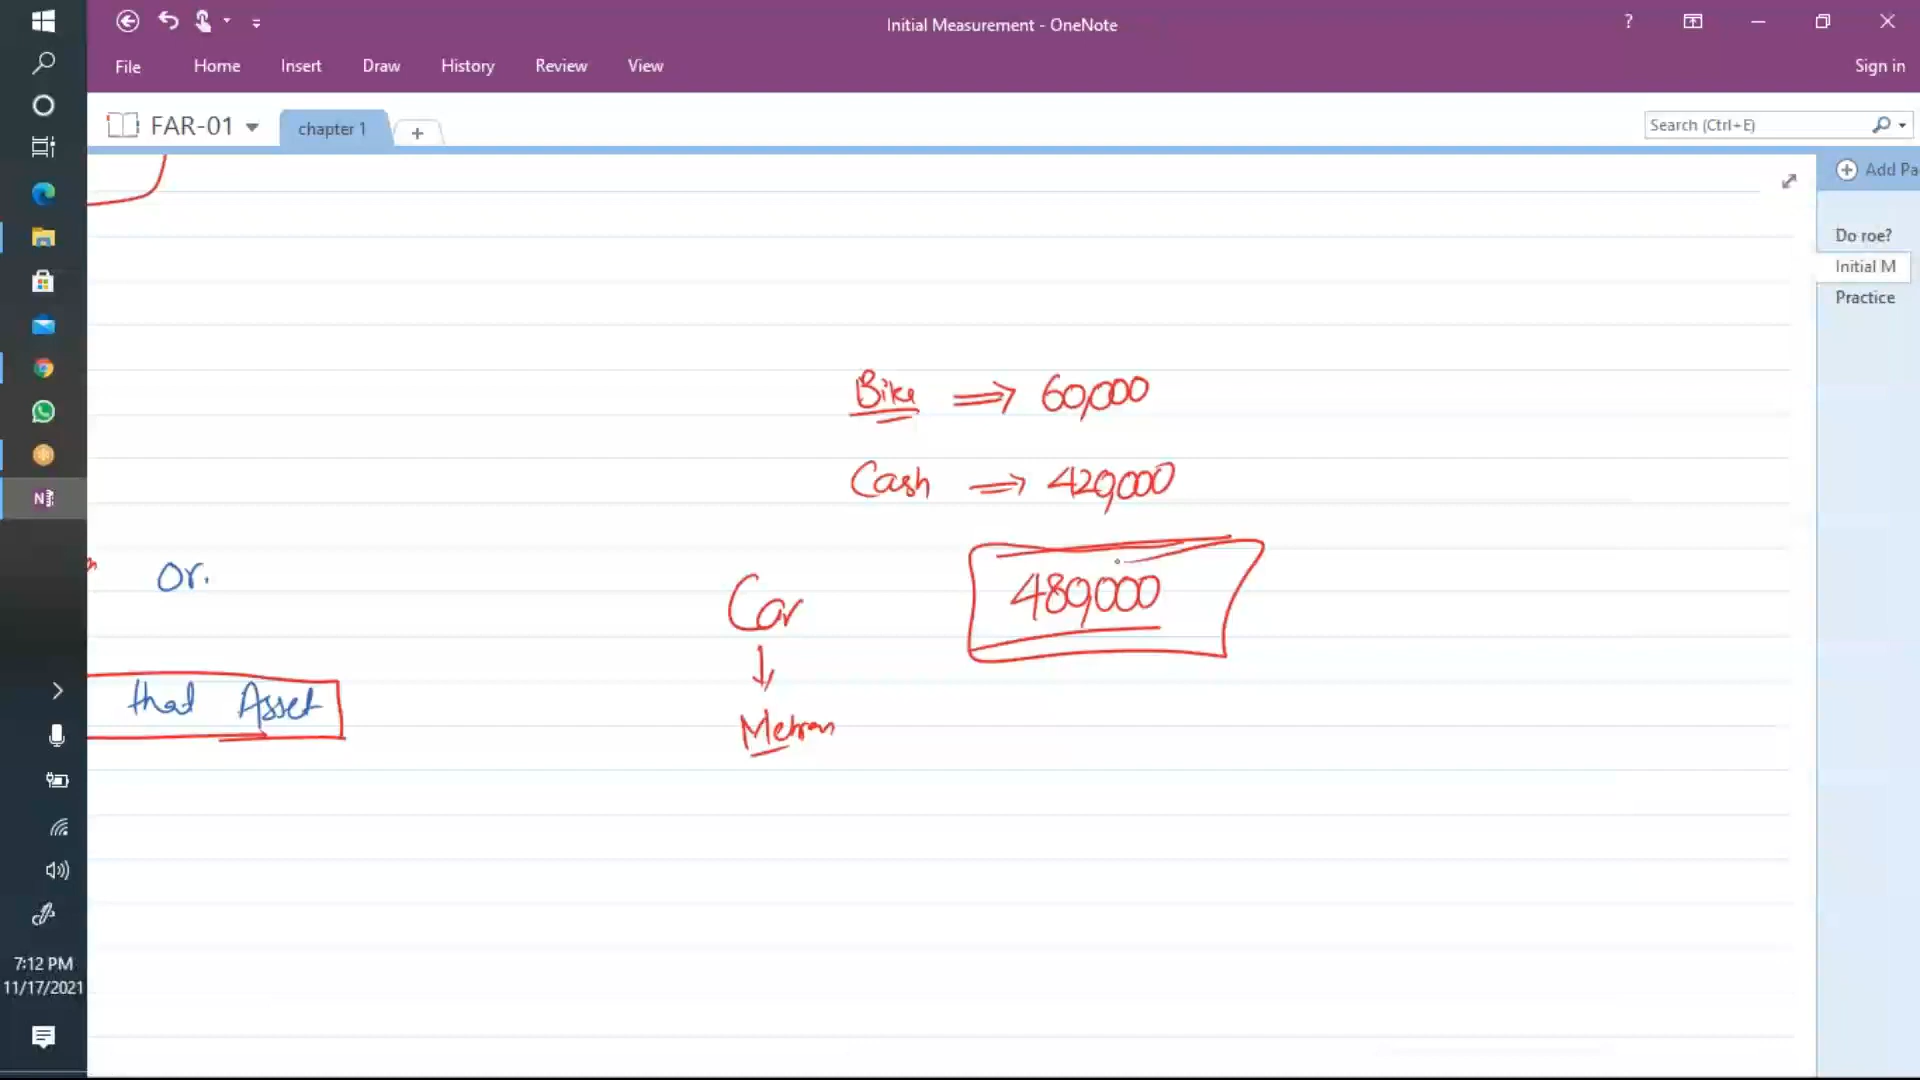 Initial Measurement - OneNote
?
File Home Insert Draw History Review View
Sign in
FAR-01 chapter 1 +
Search (Ctrl+E)
Add Pa
Do roe?
Initial M
Practice
Bike ⇒ 60,000
Cash ⇒ 429,000
489,000
or.
Car
↓
that Asset
7:12 PM
11/17/2021